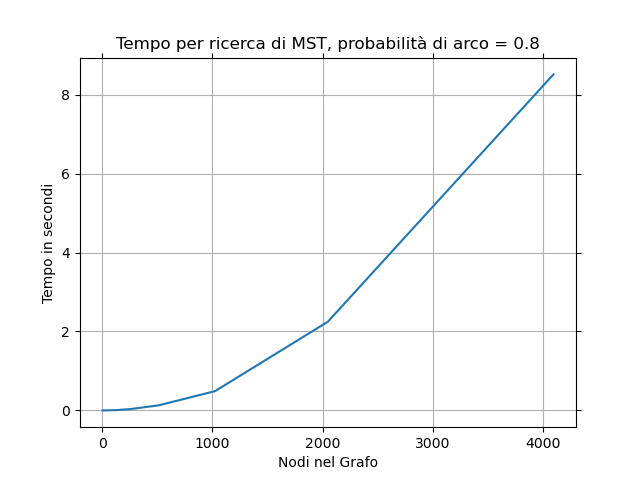 Tempo per ricerca di MST, probabilità di arco = 0.8
8
6
4
2
0
Tempo in secondi
0 1000 2000 3000 4000
Nodi nel Grafo